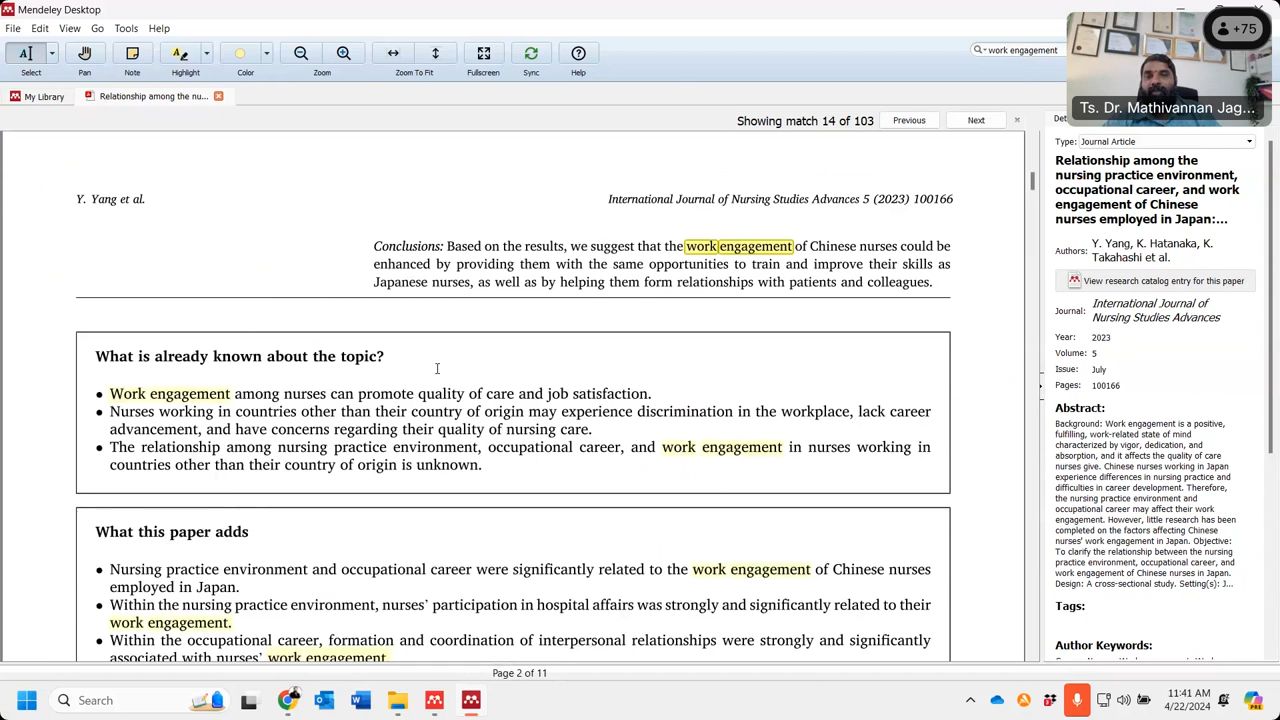 Mendeley Desktop
+75
File Edit View Go Tools Help
work engagement
Select Pan Note Highlight Color Zoom Zoom To Fit Fullscreen Sync Help
Ts. Dr. Mathivannan Jag...
My Library Relationship among the nu...
Showing match 14 of 103 Previous Next
Y. Yang et al. International Journal of Nursing Studies Advances 5 (2023) 100166
Conclusions: Based on the results, we suggest that the work engagement of Chinese nurses could be
enhanced by providing them with the same opportunities to train and improve their skills as
Japanese nurses, as well as by helping them form relationships with patients and colleagues.
What is already known about the topic?
• Work engagement among nurses can promote quality of care and job satisfaction.
• Nurses working in countries other than their country of origin may experience discrimination in the workplace, lack career
advancement, and have concerns regarding their quality of nursing care.
• The relationship among nursing practice environment, occupational career, and work engagement in nurses working in
countries other than their country of origin is unknown.
What this paper adds
• Nursing practice environment and occupational career were significantly related to the work engagement of Chinese nurses
employed in Japan.
• Within the nursing practice environment, nurses' participation in hospital affairs was strongly and significantly related to their
work engagement.
• Within the occupational career, formation and coordination of interpersonal relationships were strongly and significantly
associated with nurses' work engagement.
Page 2 of 11
Type: Journal Article
Relationship among the
nursing practice environment,
occupational career, and work
engagement of Chinese
nurses employed in Japan:...
Authors: Y. Yang, K. Hatanaka, K.
Takahashi et al.
View research catalog entry for this paper
Journal: International Journal of
Nursing Studies Advances
Year: 2023
Volume: 5
Issue: July
Pages: 100166
Abstract:
Background: Work engagement is a positive,
fulfilling, work-related state of mind
characterized by vigor, dedication, and
absorption, and it affects the quality of care
nurses give. Chinese nurses working in Japan
experience differences in nursing practice and
difficulties in career development. Therefore,
the nursing practice environment and
occupational career may affect their work
engagement. However, little research has been
completed on the factors affecting Chinese
nurses' work engagement in Japan. Objective:
To clarify the relationship between the nursing
practice environment, occupational career, and
work engagement of Chinese nurses in Japan.
Design: A cross-sectional study. Setting(s): J...
Tags:
Author Keywords:
Search
11:41 AM
4/22/2024